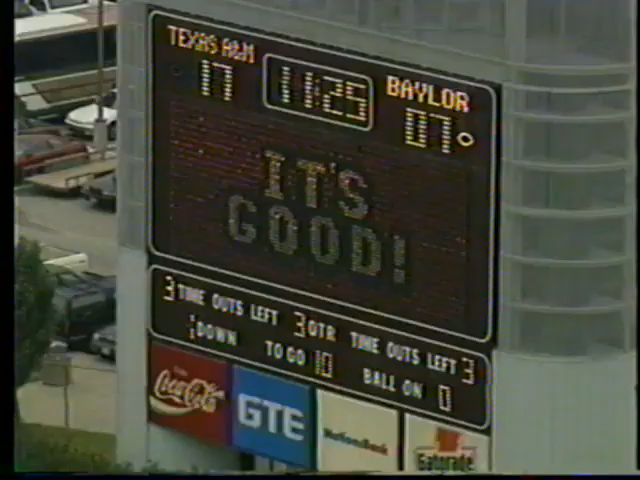 TEXAS A&M
17
11:25
BAYLOR
07
IT'S
GOOD!
3 TIME OUTS LEFT 3 QTR TIME OUTS LEFT 3
1 DOWN TO GO 10 BALL ON 0
Coca-Cola
GTE
NationsBank
Gatorade